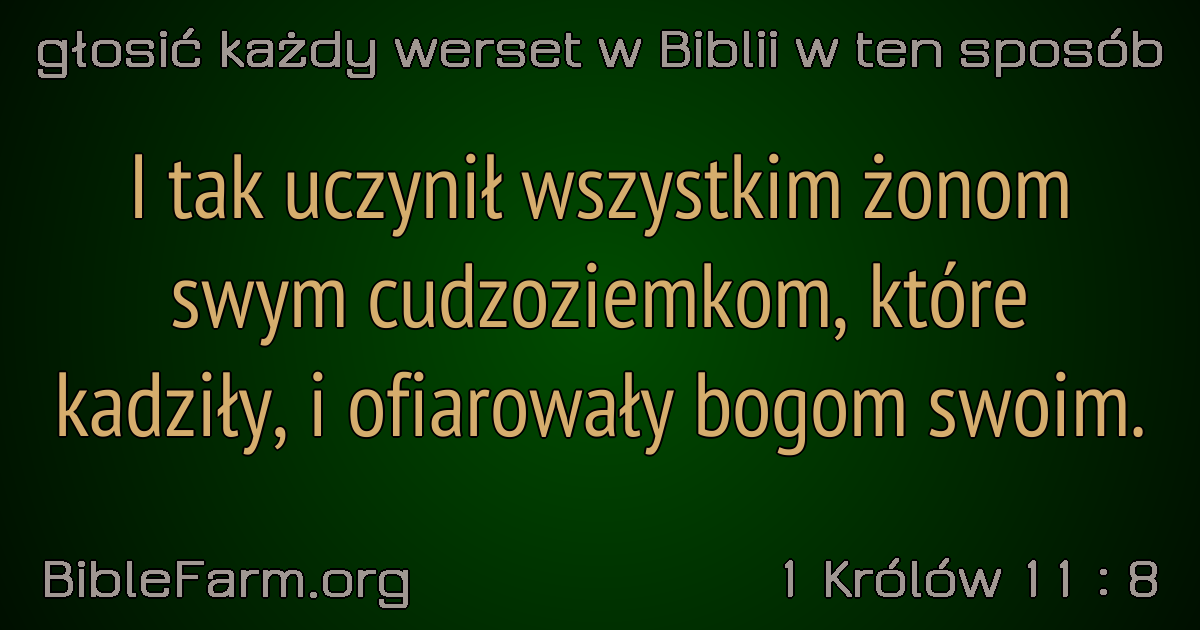 głosić każdy werset w Biblii w ten sposób
I tak uczynił wszystkim żonom
swym cudzoziemkom, które
kadziły, i ofiarowały bogom swoim.
BibleFarm.org
1 Królów 11 : 8